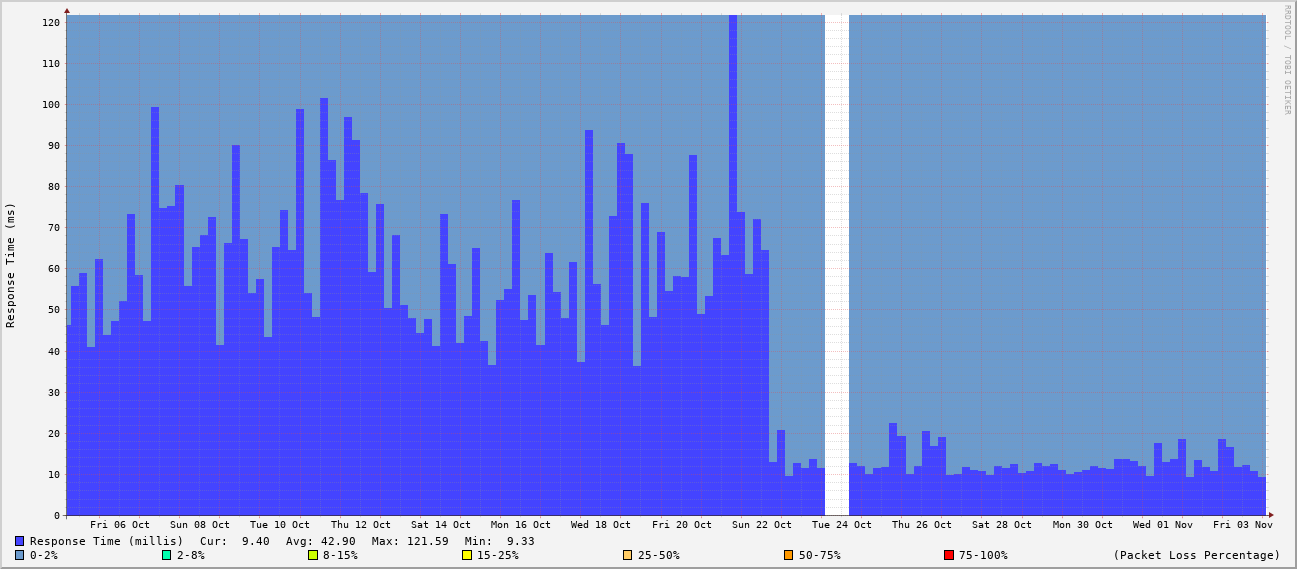 RRDTOOL / TOBI OETIKER
Response Time (ms)
120
110
100
90
80
70
60
50
40
30
20
10
0
Fri 06 Oct Sun 08 Oct Tue 10 Oct Thu 12 Oct Sat 14 Oct Mon 16 Oct Wed 18 Oct Fri 20 Oct Sun 22 Oct Tue 24 Oct Thu 26 Oct Sat 28 Oct Mon 30 Oct Wed 01 Nov Fri 03 Nov
Response Time (millis) Cur: 9.40 Avg: 42.90 Max: 121.59 Min: 9.33
0-2% 2-8% 8-15% 15-25% 25-50% 50-75% 75-100% (Packet Loss Percentage)